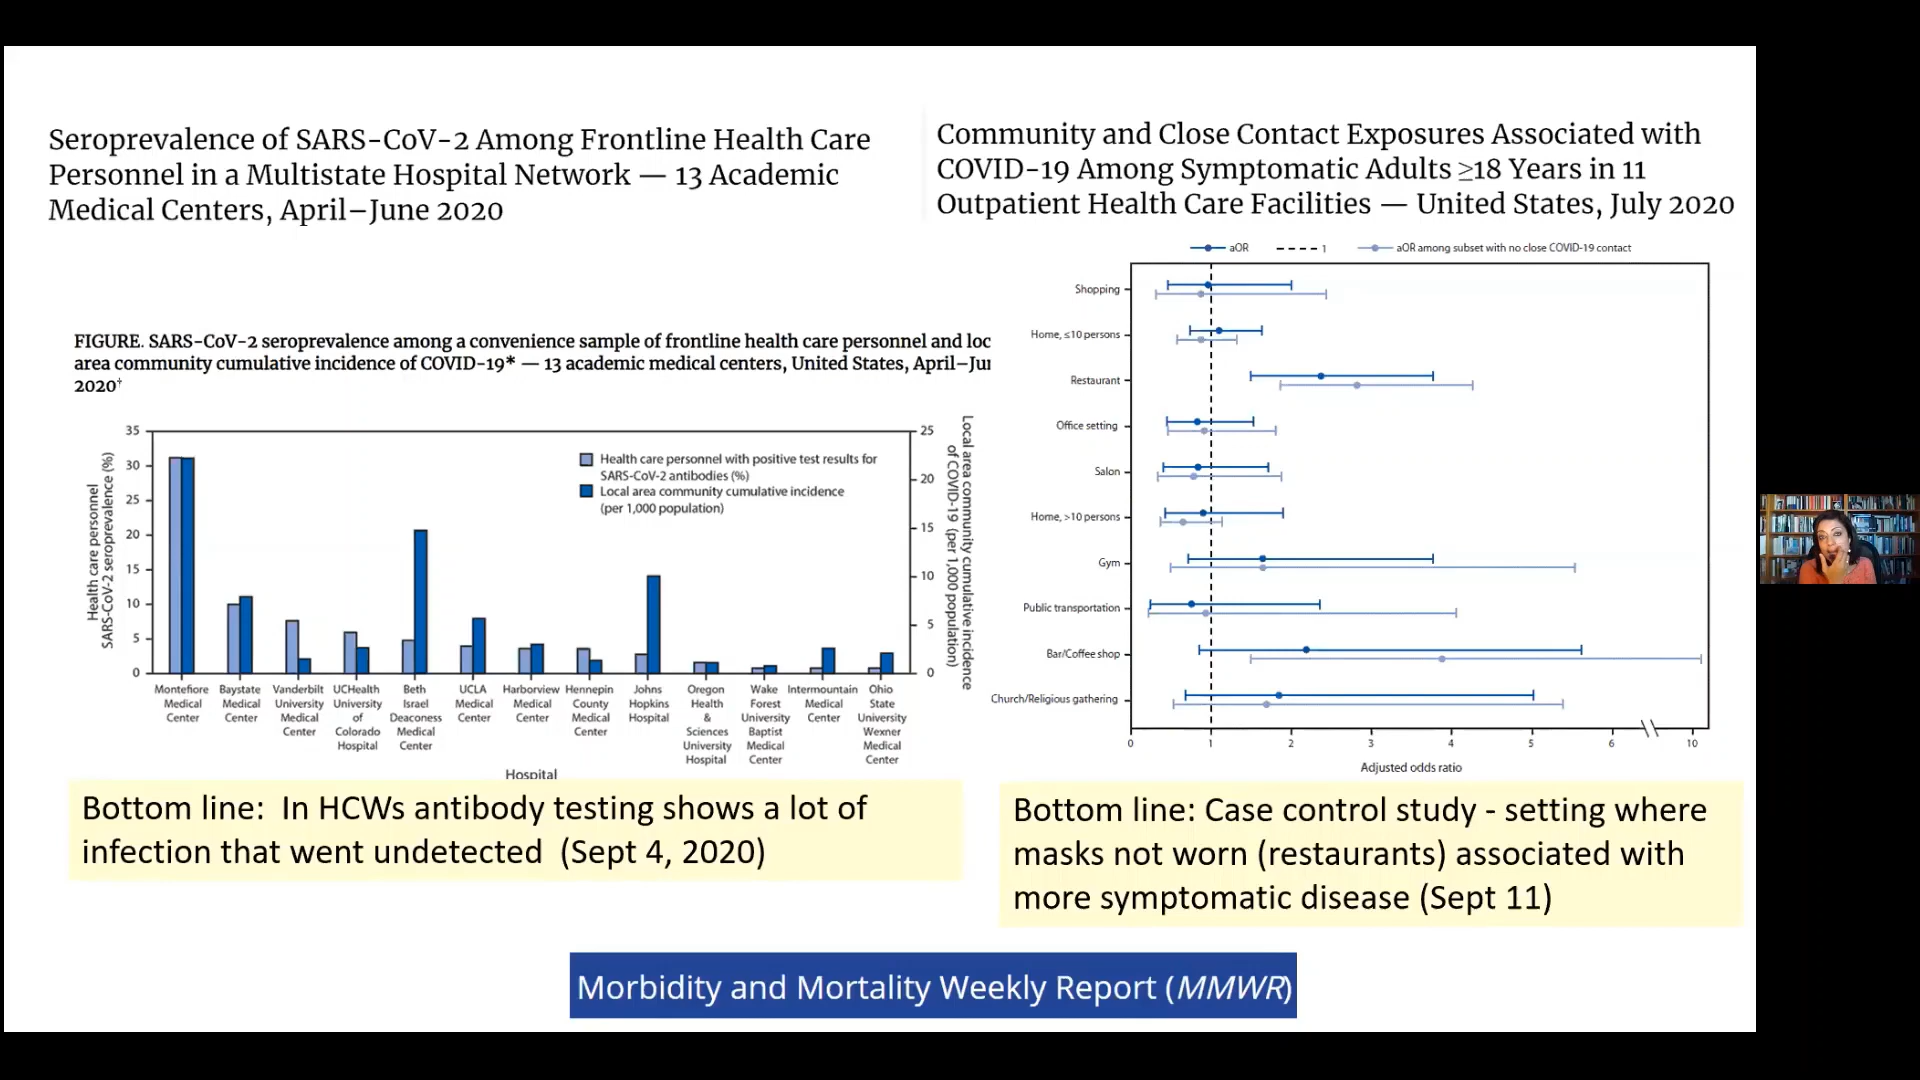 Seroprevalence of SARS-CoV-2 Among Frontline Health Care
Personnel in a Multistate Hospital Network — 13 Academic
Medical Centers, April–June 2020
FIGURE. SARS-CoV-2 seroprevalence among a convenience sample of frontline health care personnel and loc
area community cumulative incidence of COVID-19* — 13 academic medical centers, United States, April–Ju
2020†
Health care personnel
SARS-CoV-2 seroprevalence (%)
35
30
25
20
15
10
5
0
Health care personnel with positive test results for
SARS-CoV-2 antibodies (%)
Local area community cumulative incidence
(per 1,000 population)
25
20
15
10
5
0
Local area community cumulative incidence
of COVID-19 (per 1,000 population)
Montefiore
Medical
Center
Baystate
Medical
Center
Vanderbilt
University
Medical
Center
UCHealth
University
of
Colorado
Hospital
Beth
Israel
Deaconess
Medical
Center
UCLA
Medical
Center
Harborview
Medical
Center
Hennepin
County
Medical
Center
Johns
Hopkins
Hospital
Oregon
Health
&
Sciences
University
Hospital
Wake
Forest
University
Baptist
Medical
Center
Intermountain
Medical
Center
Ohio
State
University
Wexner
Medical
Center
Hospital
Bottom line: In HCWs antibody testing shows a lot of
infection that went undetected (Sept 4, 2020)
Community and Close Contact Exposures Associated with
COVID-19 Among Symptomatic Adults ≥18 Years in 11
Outpatient Health Care Facilities — United States, July 2020
aOR 1 aOR among subset with no close COVID-19 contact
Shopping
Home, ≤10 persons
Restaurant
Office setting
Salon
Home, >10 persons
Gym
Public transportation
Bar/Coffee shop
Church/Religious gathering
0 1 2 3 4 5 6 10
Adjusted odds ratio
Bottom line: Case control study - setting where
masks not worn (restaurants) associated with
more symptomatic disease (Sept 11)
Morbidity and Mortality Weekly Report (MMWR)